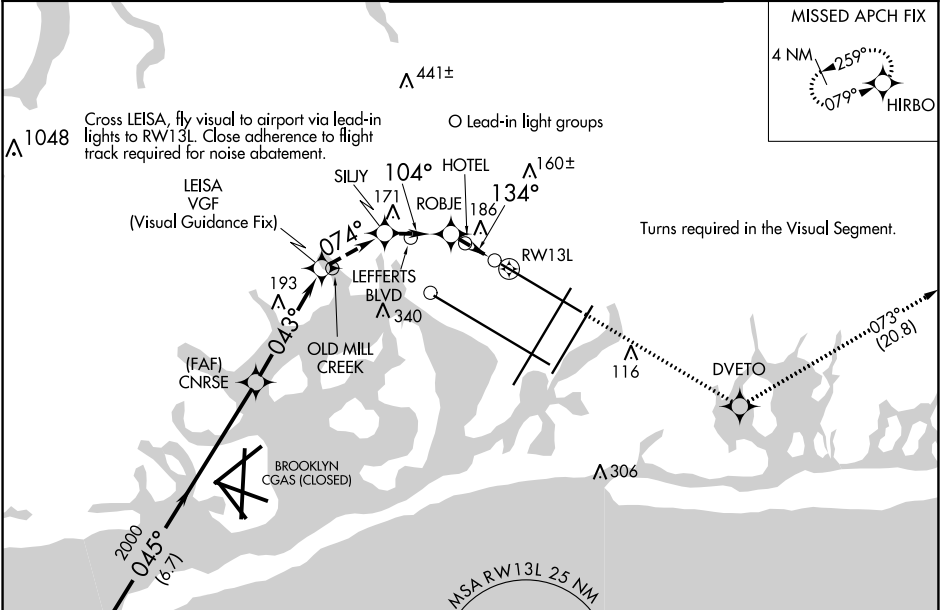 MISSED APCH FIX
4 NM
259°
079°
HIRBO
441±
1048
Cross LEISA, fly visual to airport via lead-in
lights to RW13L. Close adherence to flight
track required for noise abatement.
Lead-in light groups
LEISA
VGF
(Visual Guidance Fix)
SILJY
104°
HOTEL
160±
171
ROBJE
186
134°
Turns required in the Visual Segment.
074°
RW13L
LEFFERTS
BLVD
193
340
043°
OLD MILL
CREEK
(FAF)
CNRSE
116
DVETO
073°
(20.8)
BROOKLYN
CGAS (CLOSED)
306
2000
045°
(6.7)
MSA RW13L 25 NM